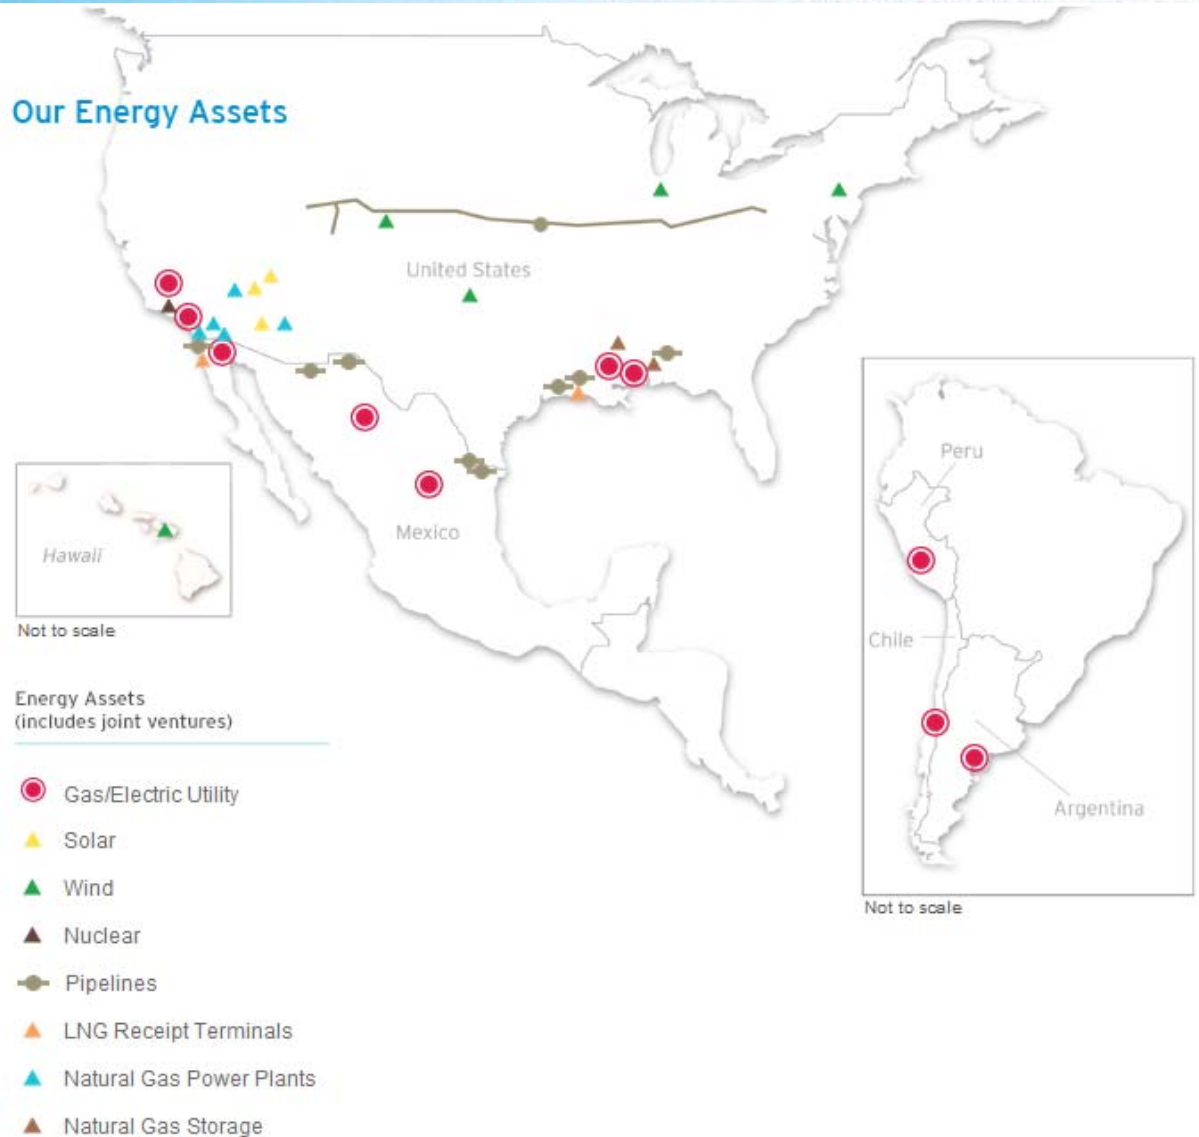 Our Energy Assets
United States
Peru
Mexico
Hawaii
Not to scale
Chile
Argentina
Not to scale
Energy Assets
(includes joint ventures)
Gas/Electric Utility
Solar
Wind
Nuclear
Pipelines
LNG Receipt Terminals
Natural Gas Power Plants
Natural Gas Storage